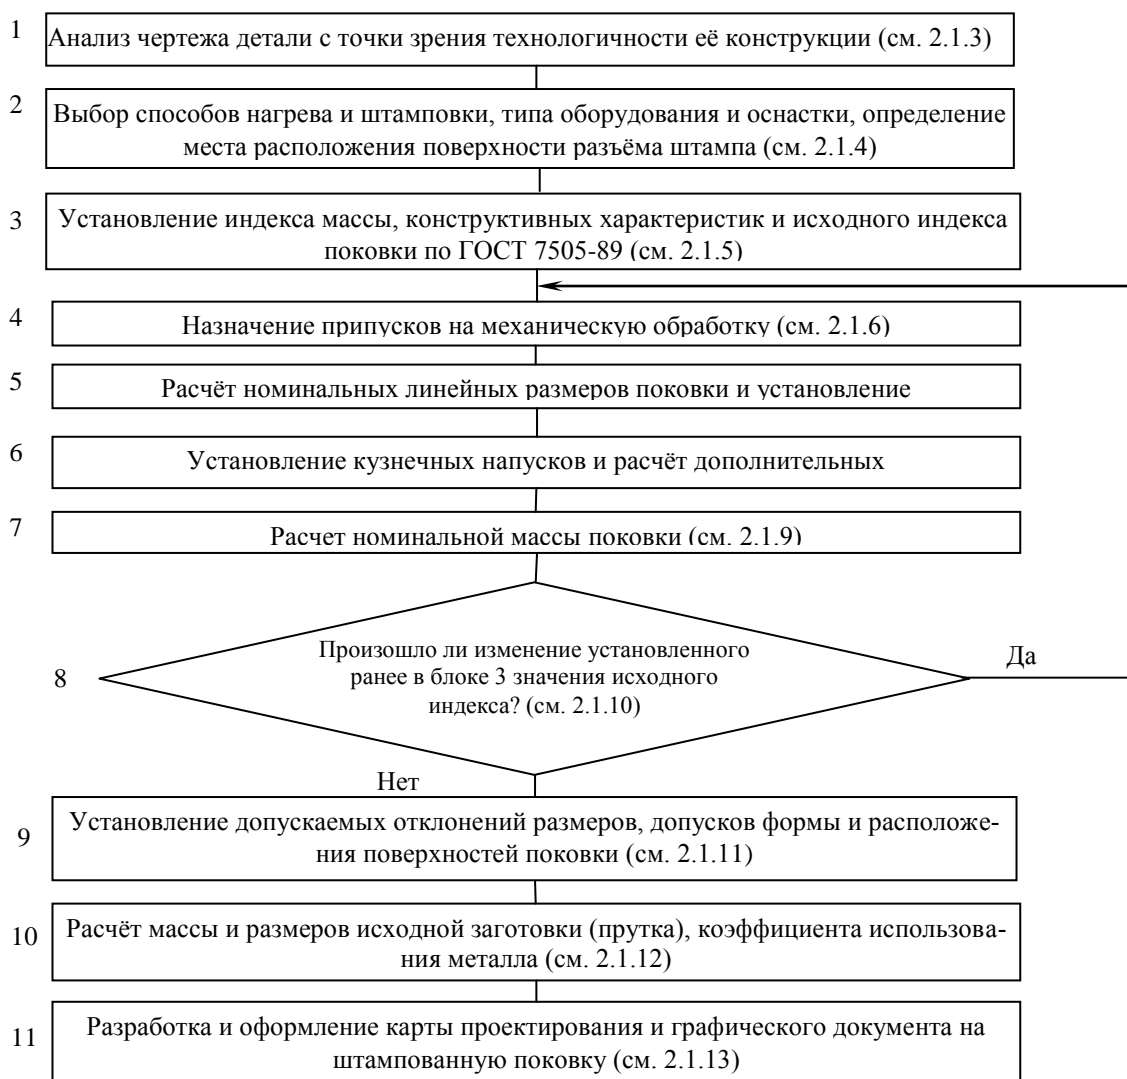 1
Анализ чертежа детали с точки зрения технологичности её конструкции (см. 2.1.3)
2
Выбор способов нагрева и штамповки, типа оборудования и оснастки, определение
места расположения поверхности разъёма штампа (см. 2.1.4)
3
Установление индекса массы, конструктивных характеристик и исходного индекса
поковки по ГОСТ 7505-89 (см. 2.1.5)
4
Назначение припусков на механическую обработку (см. 2.1.6)
5
Расчёт номинальных линейных размеров поковки и установление
6
Установление кузнечных напусков и расчёт дополнительных
7
Расчет номинальной массы поковки (см. 2.1.9)
8
Произошло ли изменение установленного
ранее в блоке 3 значения исходного
индекса? (см. 2.1.10)
Да
Нет
9
Установление допускаемых отклонений размеров, допусков формы и расположе-
ния поверхностей поковки (см. 2.1.11)
10
Расчёт массы и размеров исходной заготовки (прутка), коэффициента использова-
ния металла (см. 2.1.12)
11
Разработка и оформление карты проектирования и графического документа на
штампованную поковку (см. 2.1.13)